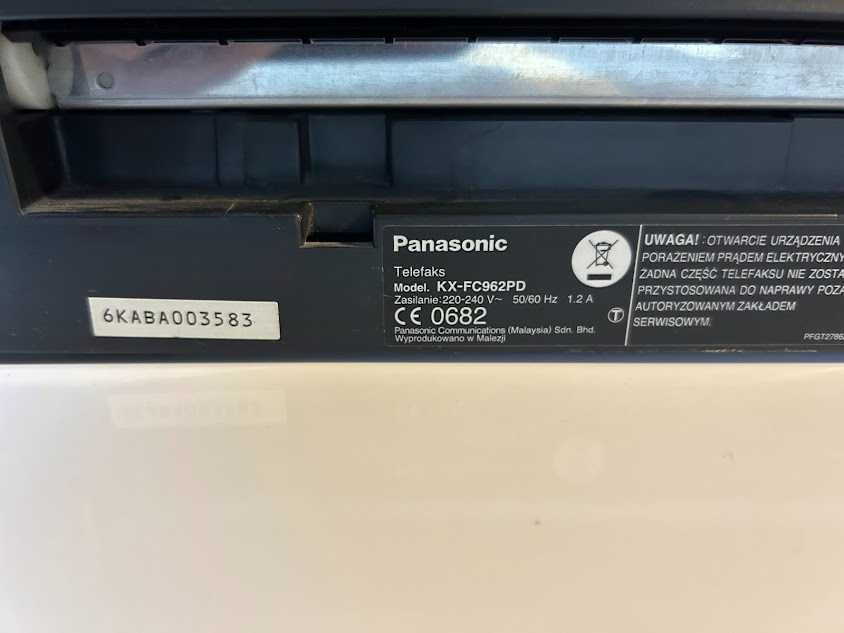 6KABA003583
Panasonic
Telefaks
Model. KX-FC962PD
Zasilanie:220-240 V~ 50/60 Hz 1.2 A
CE 0682
Panasonic Communications (Malaysia) Sdn. Bhd.
Wyprodukowano w Malezji
T
UWAGA! : OTWARCIE URZĄDZENIA
PORAŻENIEM PRĄDEM ELEKTRYCZNY
ŻADNA CZĘŚĆ TELEFAKSU NIE ZOSTA
PRZYSTOSOWANA DO NAPRAWY POZA
AUTORYZOWANYM ZAKŁADEM
SERWISOWYM.
PFGT2786